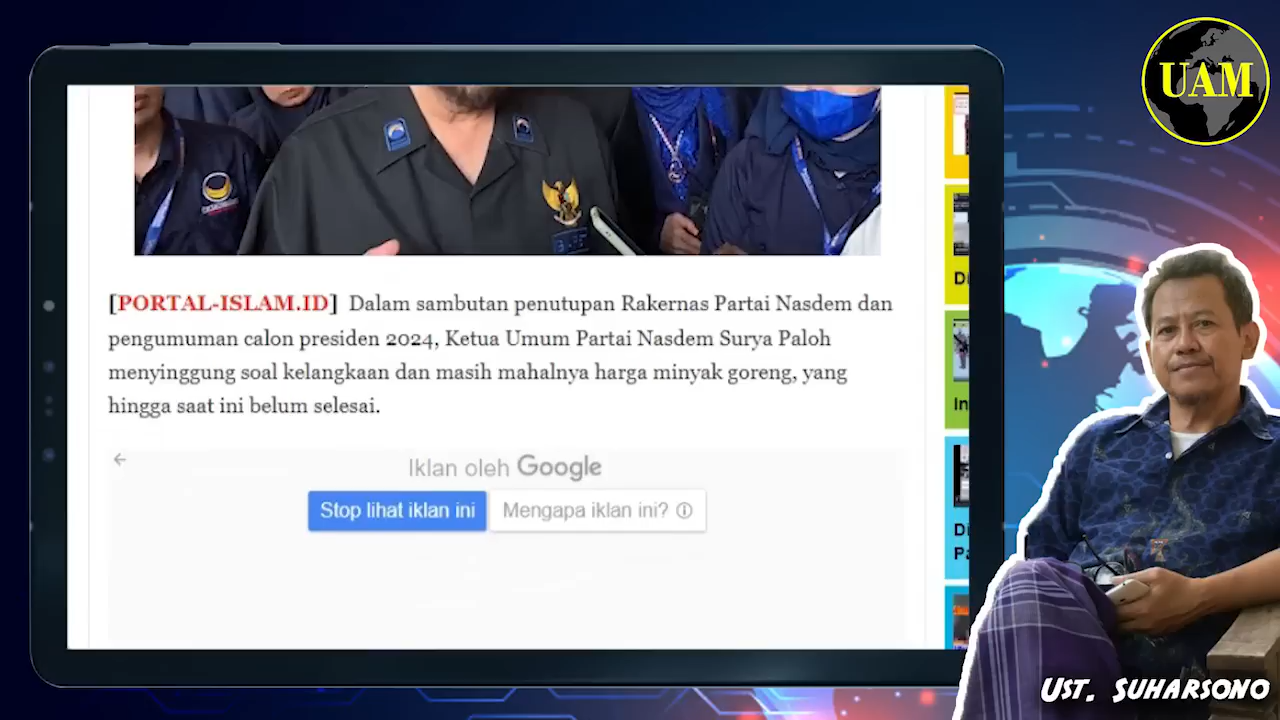 UAM
[PORTAL-ISLAM.ID] Dalam sambutan penutupan Rakernas Partai Nasdem dan
pengumuman calon presiden 2024, Ketua Umum Partai Nasdem Surya Paloh
menyinggung soal kelangkaan dan masih mahalnya harga minyak goreng, yang
hingga saat ini belum selesai.
Iklan oleh Google
Stop lihat iklan ini
Mengapa iklan ini?
UST. SUHARSONO